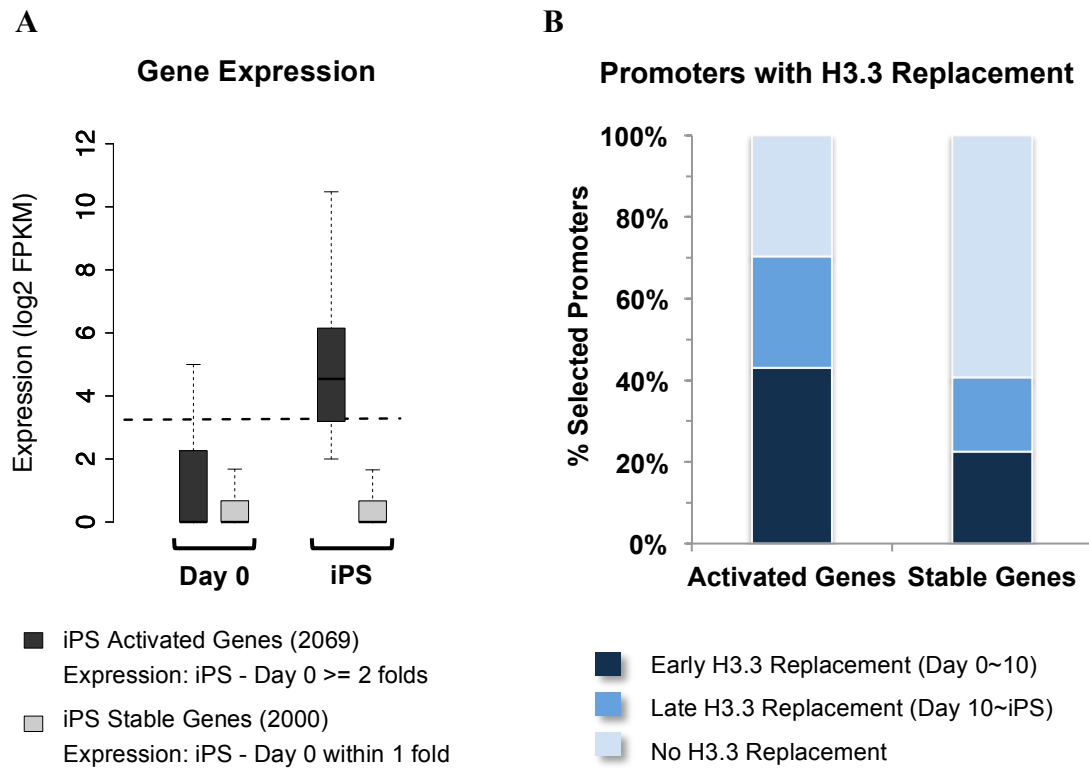 A
Gene Expression
Expression (log2 FPKM)
12
10
8
6
4
2
0
Day 0
iPS
iPS Activated Genes (2069)
Expression: iPS - Day 0 >= 2 folds
iPS Stable Genes (2000)
Expression: iPS - Day 0 within 1 fold
B
Promoters with H3.3 Replacement
% Selected Promoters
100%
80%
60%
40%
20%
0%
Activated Genes
Stable Genes
Early H3.3 Replacement (Day 0~10)
Late H3.3 Replacement (Day 10~iPS)
No H3.3 Replacement